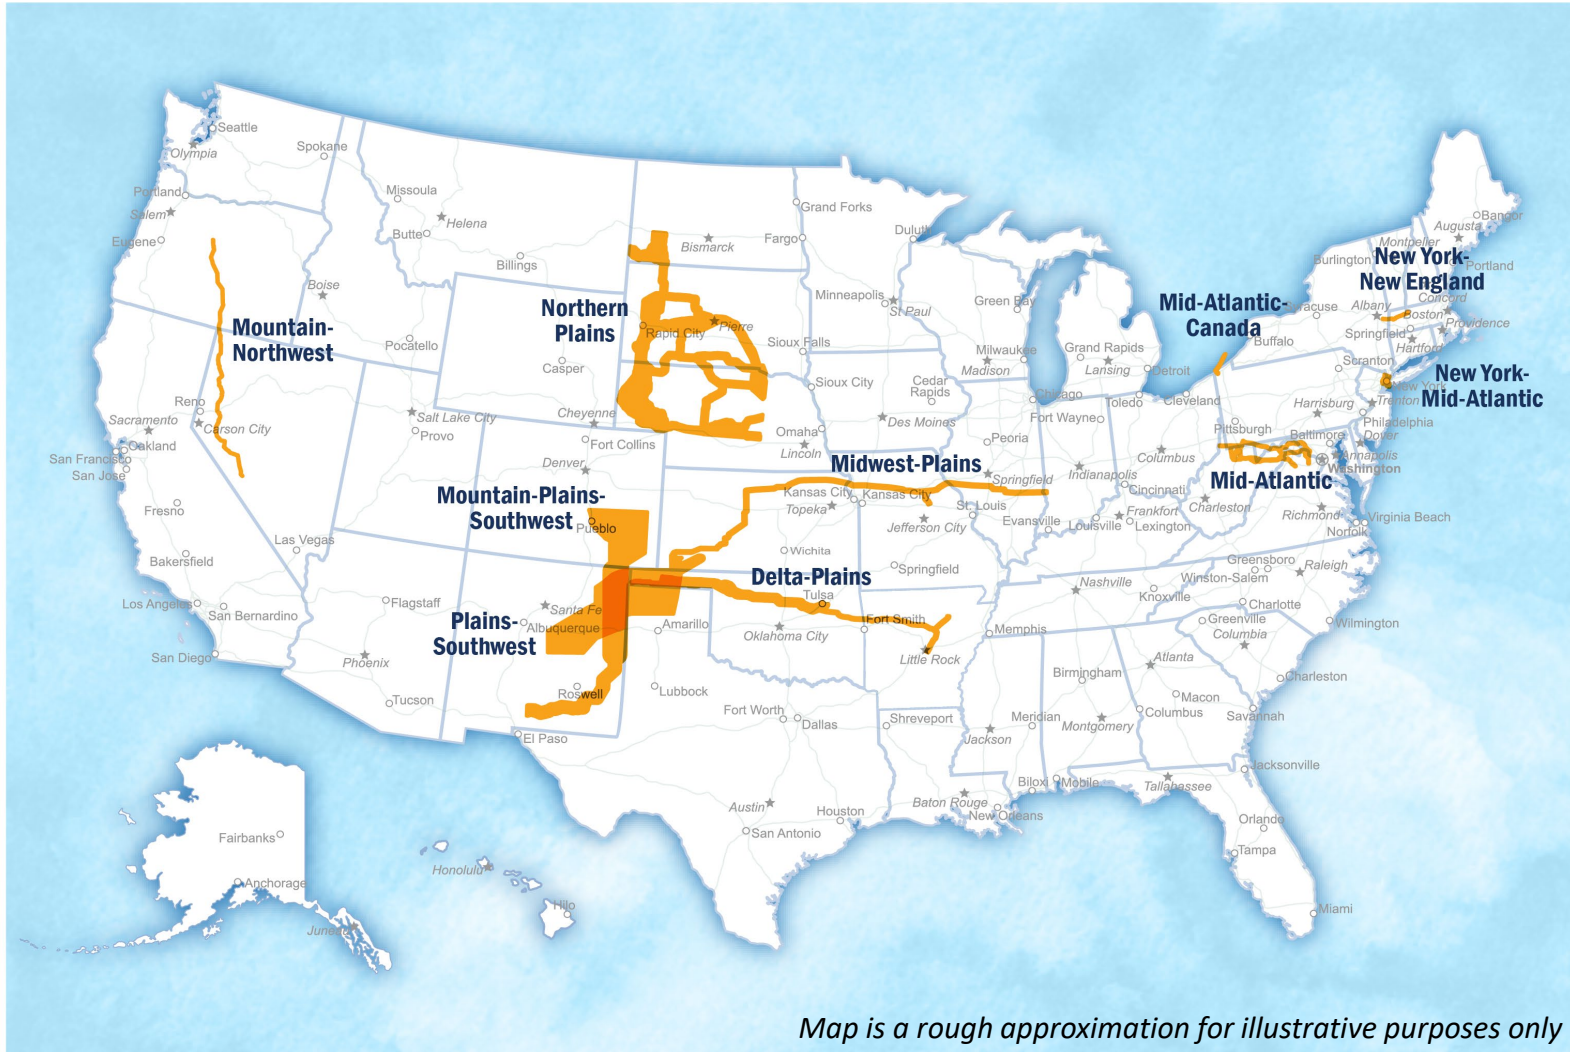 Seattle
Olympia
Spokane
Portland
Salem
Eugene
Missoula
Helena
Butte
Billings
Boise
Pocatello
Casper
Cheyenne
Bismarck
Fargo
Grand Forks
Duluth
Minneapolis
St Paul
Northern
Plains
Rapid City
Pierre
Sioux Falls
Sioux City
Mountain-
Northwest
Reno
Sacramento
Carson City
Oakland
San Francisco
San Jose
Fresno
Bakersfield
Las Vegas
Los Angeles
San Bernardino
San Diego
Salt Lake City
Provo
Fort Collins
Denver
Mountain-Plains-
Southwest
Pueblo
Omaha
Lincoln
Des Moines
Cedar
Rapids
Green Bay
Milwaukee
Madison
Grand Rapids
Lansing
Detroit
Chicago
Toledo
Cleveland
Fort Wayne
Peoria
Midwest-Plains
Springfield
Indianapolis
Columbus
Cincinnati
Kansas City
Kansas City
Topeka
Jefferson City
St. Louis
Evansville
Louisville
Frankfort
Lexington
Charleston
Wichita
Springfield
Delta-Plains
Tulsa
Fort Smith
Oklahoma City
Little Rock
Memphis
Nashville
Knoxville
Plains-
Southwest
Santa Fe
Albuquerque
Amarillo
Flagstaff
Phoenix
Tucson
Roswell
Lubbock
El Paso
Fort Worth
Dallas
Shreveport
Austin
Houston
San Antonio
Jackson
Meridian
Birmingham
Montgomery
Atlanta
Macon
Columbus
Savannah
Charleston
Columbia
Greenville
Charlotte
Wilmington
Greensboro
Winston-Salem
Raleigh
Biloxi
Mobile
Baton Rouge
New Orleans
Tallahassee
Jacksonville
Orlando
Tampa
Miami
Bangor
Augusta
Montpelier
Burlington
Portland
New York-
New England
Concord
Albany
Boston
Syracuse
Springfield
Providence
Hartford
Mid-Atlantic-
Canada
Buffalo
Scranton
New York
New York-
Mid-Atlantic
Trenton
Harrisburg
Philadelphia
Pittsburgh
Baltimore
Dover
Annapolis
Washington
Mid-Atlantic
Richmond
Virginia Beach
Norfolk
Fairbanks
Anchorage
Juneau
Honolulu
Hilo
Map is a rough approximation for illustrative purposes only